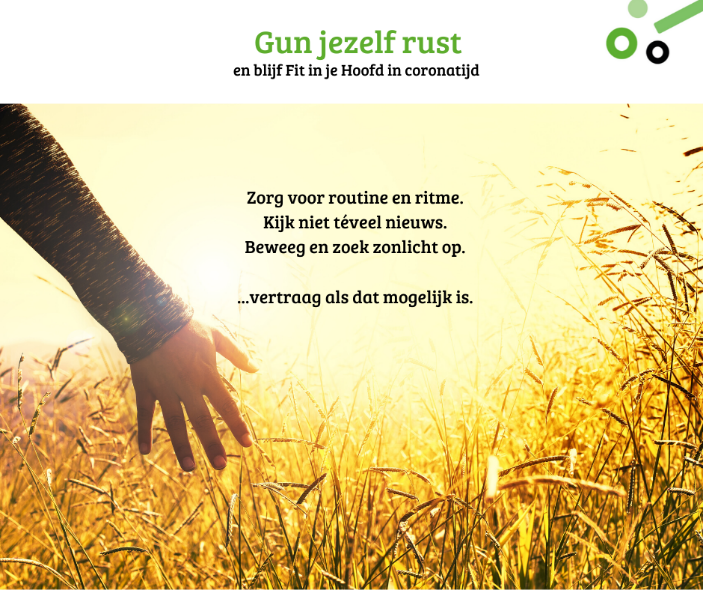 Gun jezelf rust
en blijf Fit in je Hoofd in coronatijd
Zorg voor routine en ritme.
Kijk niet téveel nieuws.
Beweeg en zoek zonlicht op.
...vertraag als dat mogelijk is.